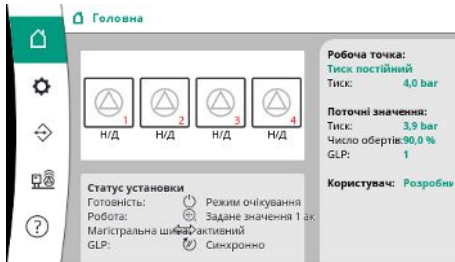 Головна
1
2
3
4
Н/Д
Н/Д
Н/Д
Н/Д
Статус установки
Готовність: Режим очікування
Робота: Задане значення 1 ак
Магістральна шина: активний
GLP: Синхронно
Робоча точка:
Тиск постійний
Тиск: 4,0 bar
Поточні значення:
Тиск: 3,9 bar
Число обертів: 90,0 %
GLP: 1
Користувач: Розробни
?